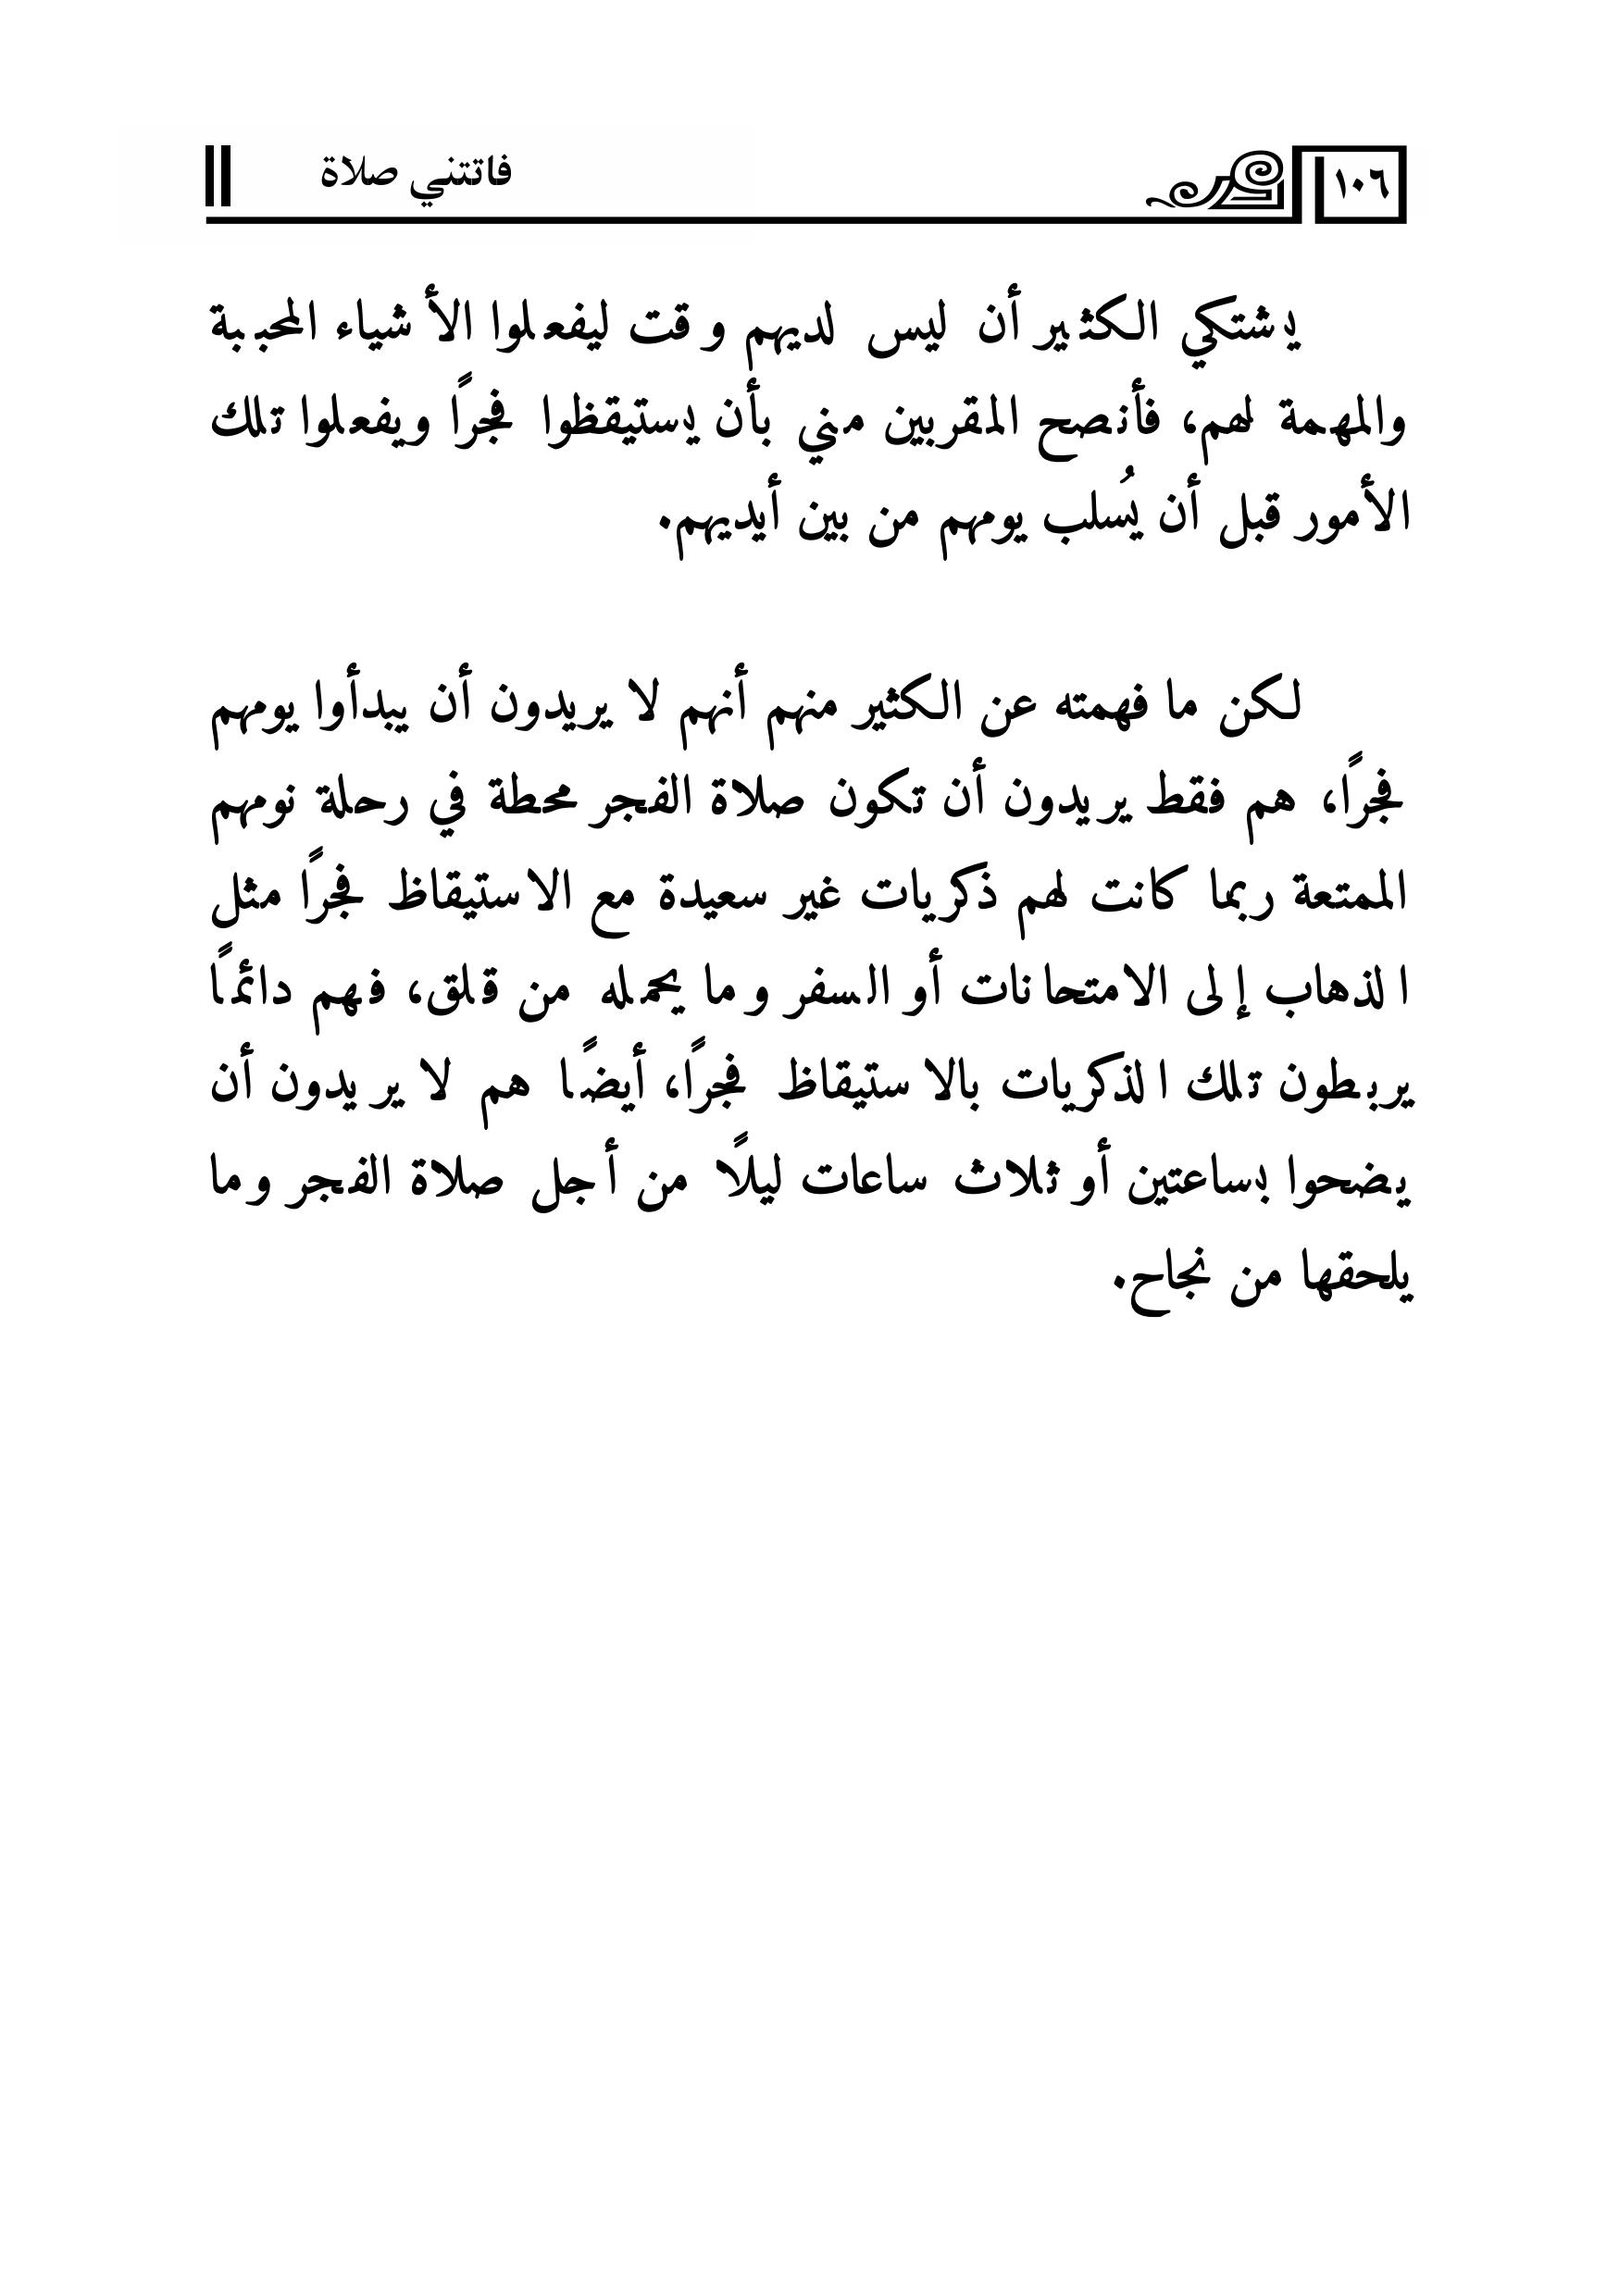 ١٠٦
فاتتني صلاة
يشتكي الكثير أن ليس لديهم وقت ليفعلوا الأشياء المحببة
والمهمة لهم، فأنصح المقربين مني بأن يستيقظوا فجرًا ويفعلوا تلك
الأمور قبل أن يُسلب يومهم من بين أيديهم.
لكن ما فهمته عن الكثير منهم أنهم لا يريدون أن يبدأوا يومهم
فجرًا، هم فقط يريدون أن تكون صلاة الفجر محطة في رحلة نومهم
الممتعة ربما كانت لهم ذكريات غير سعيدة مع الاستيقاظ فجرًا مثل
الذهاب إلى الامتحانات أو السفر وما يحمله من قلق، فهم دائمًا
يربطون تلك الذكريات بالاستيقاظ فجرًا، أيضًا هم لا يريدون أن
يضحوا بساعتين أو ثلاث ساعات ليلًا من أجل صلاة الفجر وما
يلحقها من نجاح.